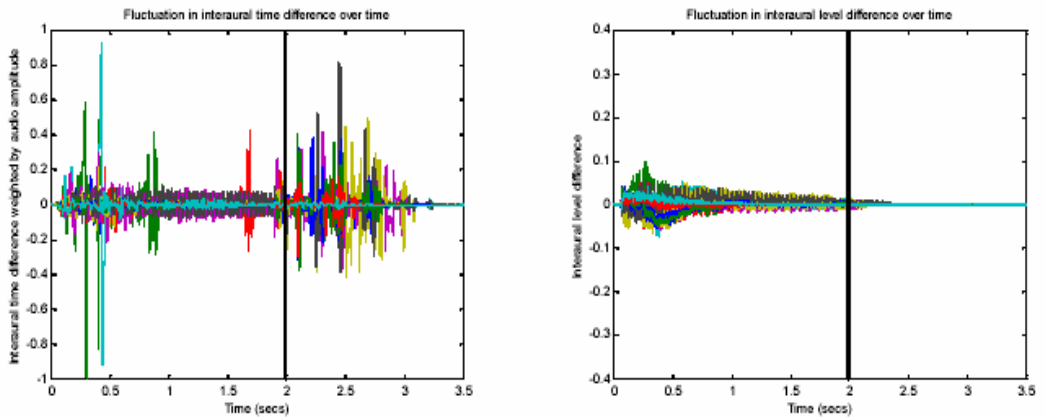 Fluctuation in interaural time difference over time
Interaural time difference weighted by audio amplitude
1
0.8
0.6
0.4
0.2
0
-0.2
-0.4
-0.6
-0.8
-1
0 0.5 1 1.5 2 2.5 3 3.5
Time (secs)
Fluctuation in interaural level difference over time
Interaural level difference
0.4
0.3
0.2
0.1
0
-0.1
-0.2
-0.3
-0.4
0 0.5 1 1.5 2 2.5 3 3.5
Time (secs)